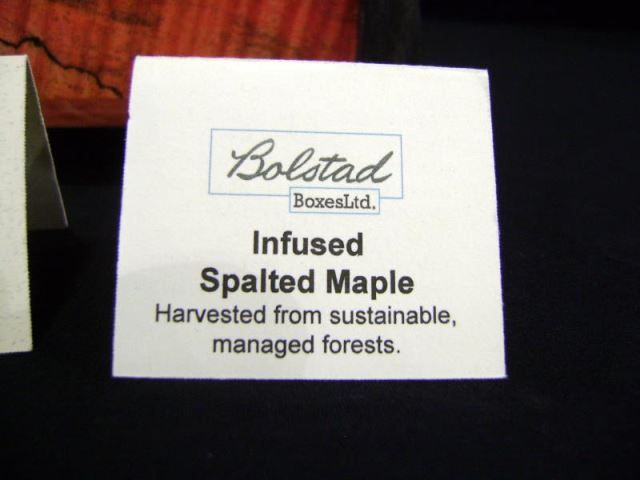 Bolstad
BoxesLtd.
Infused
Spalted Maple
Harvested from sustainable,
managed forests.